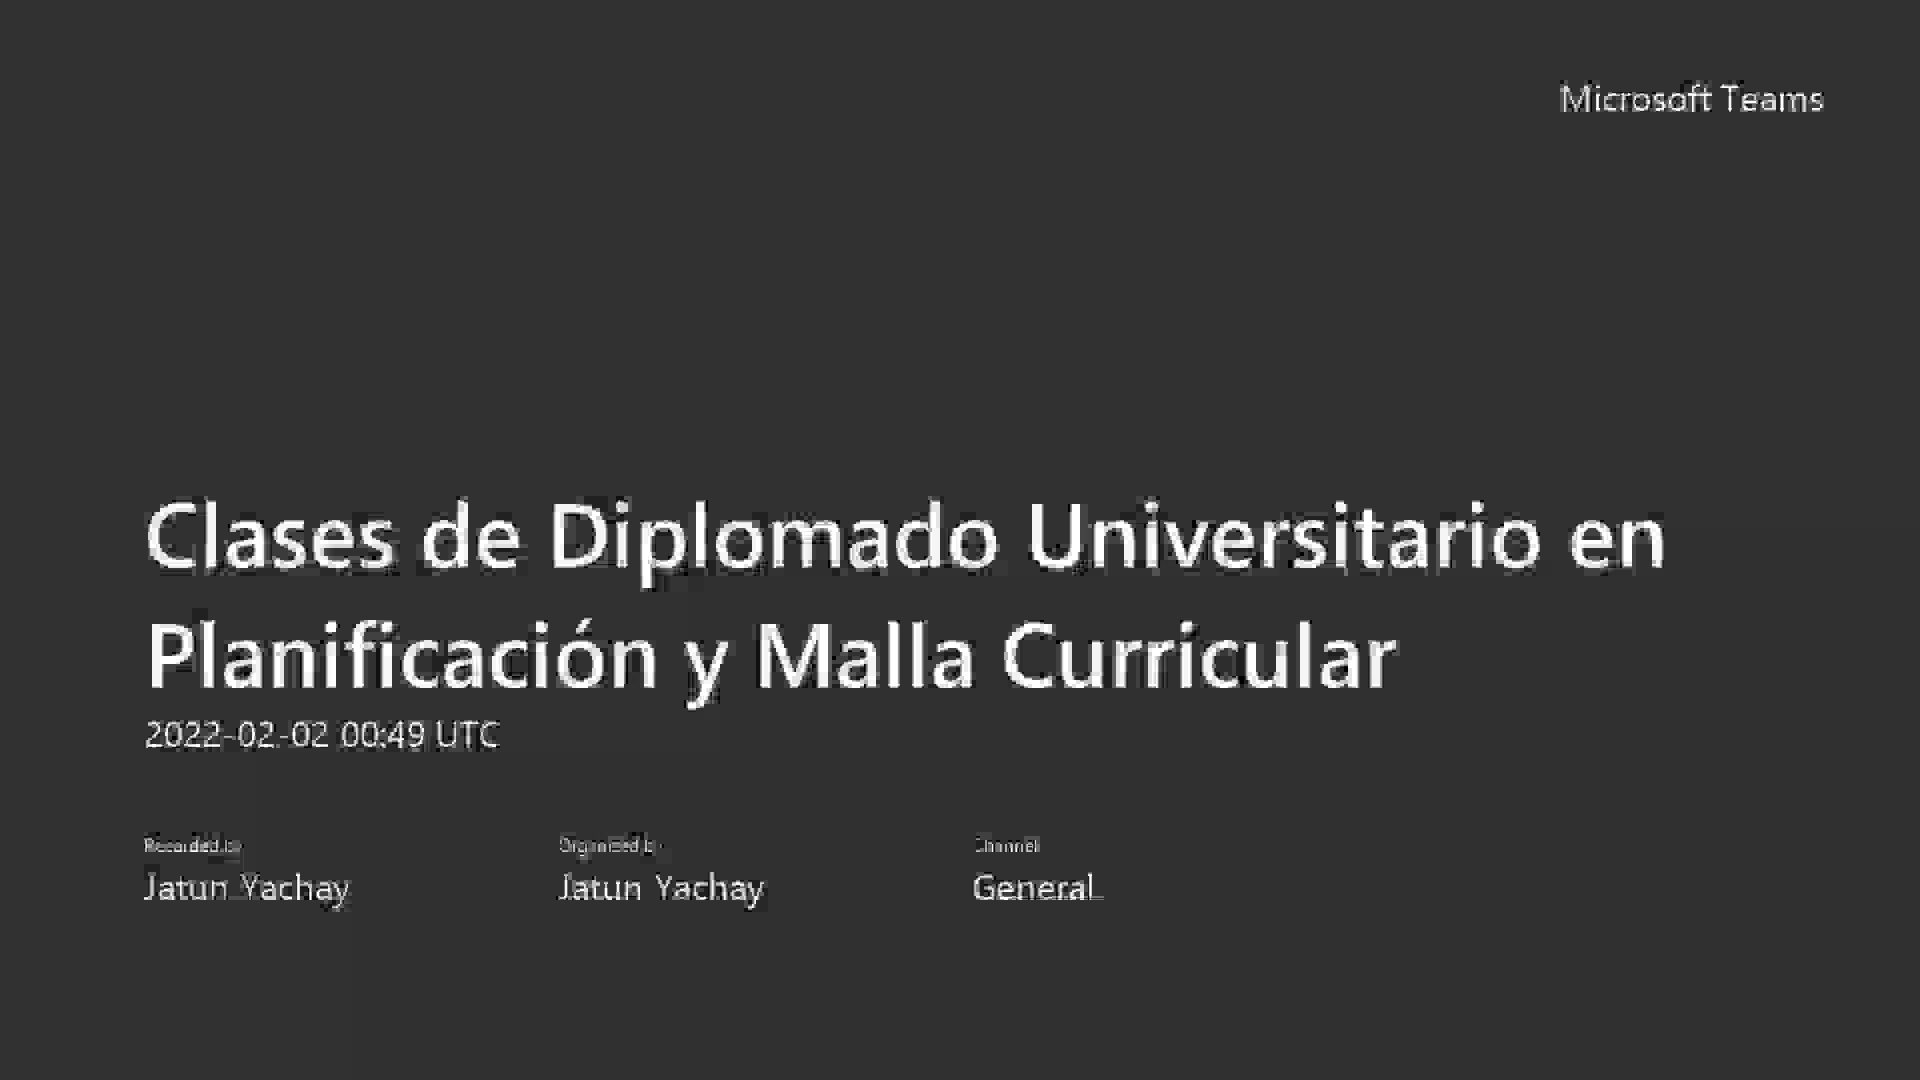 Microsoft Teams
Clases de Diplomado Universitario en
Planificación y Malla Curricular
2022-02-02 00:49 UTC
Recorded by Organized by Channel
Jatun Yachay Jatun Yachay General